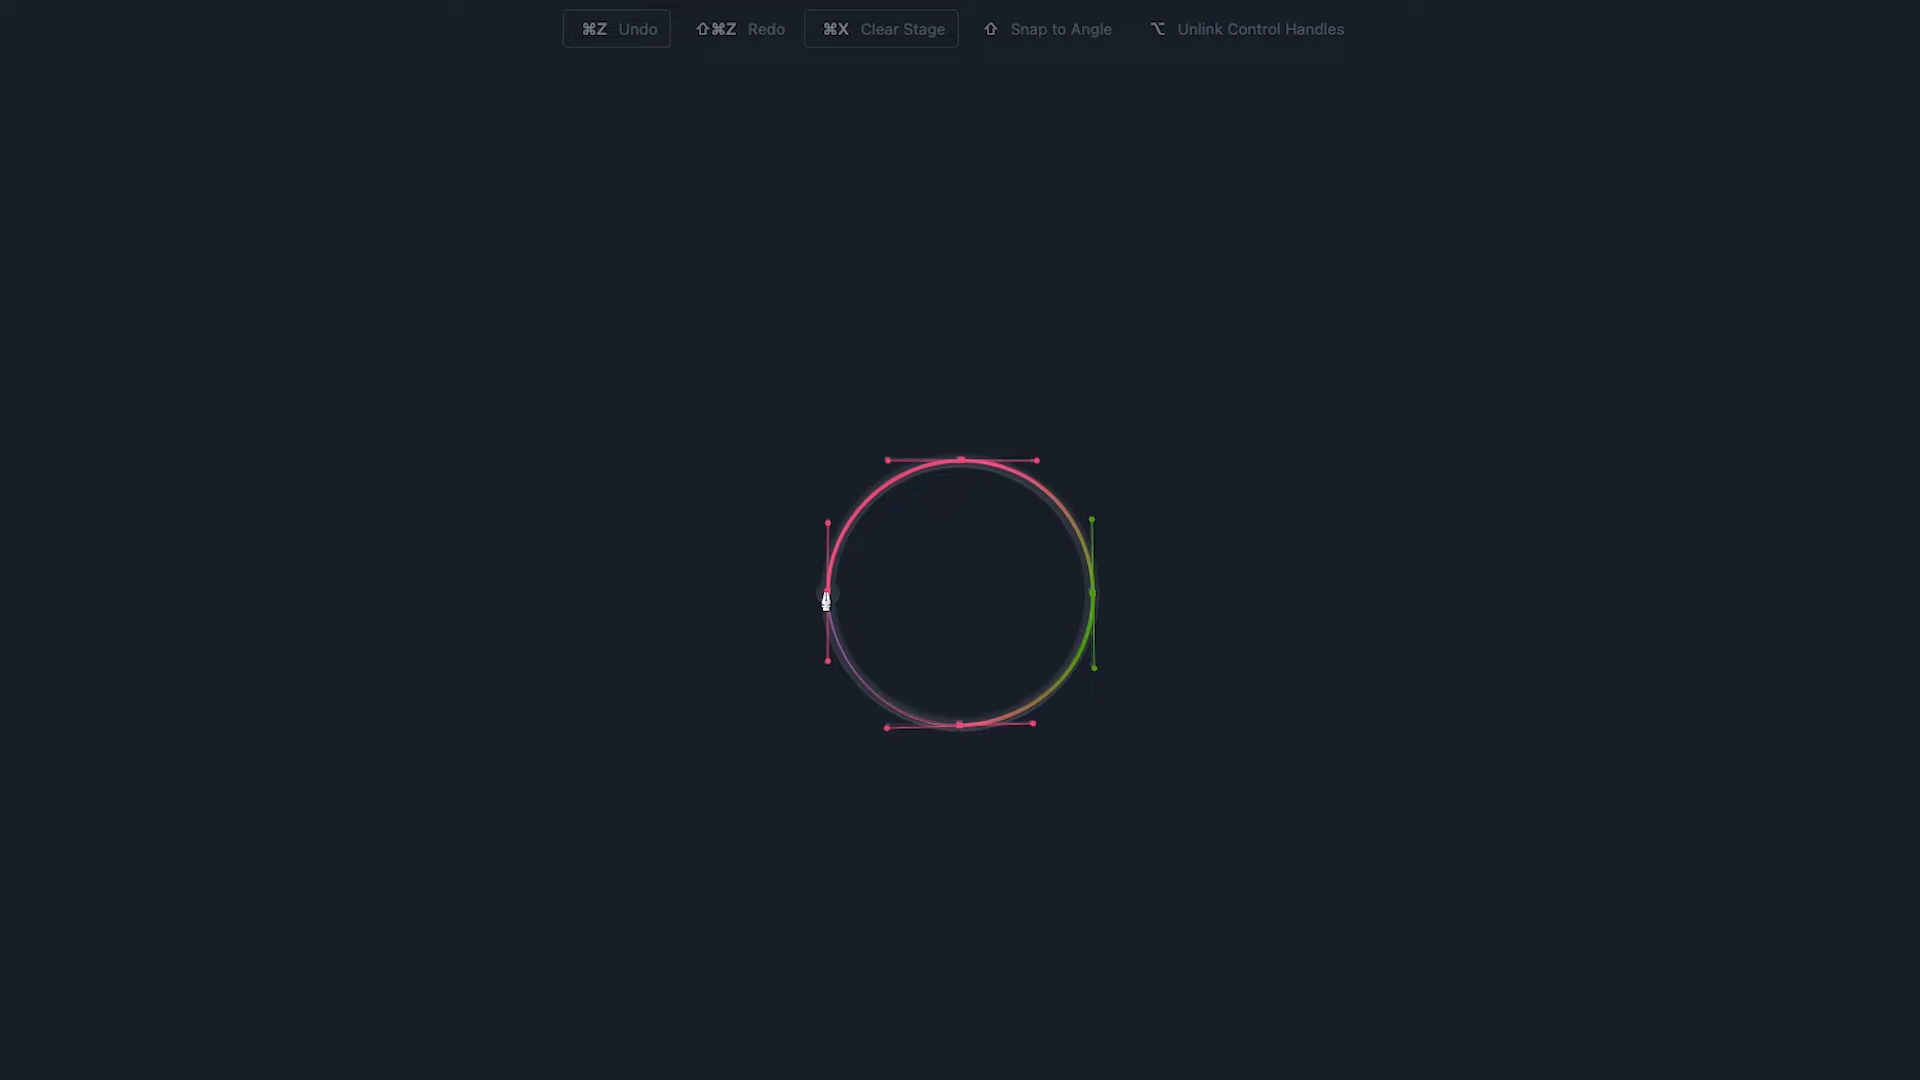 ⌘Z Undo ⇧⌘Z Redo ⌘X Clear Stage ⇧ Snap to Angle ⌥ Unlink Control Handles